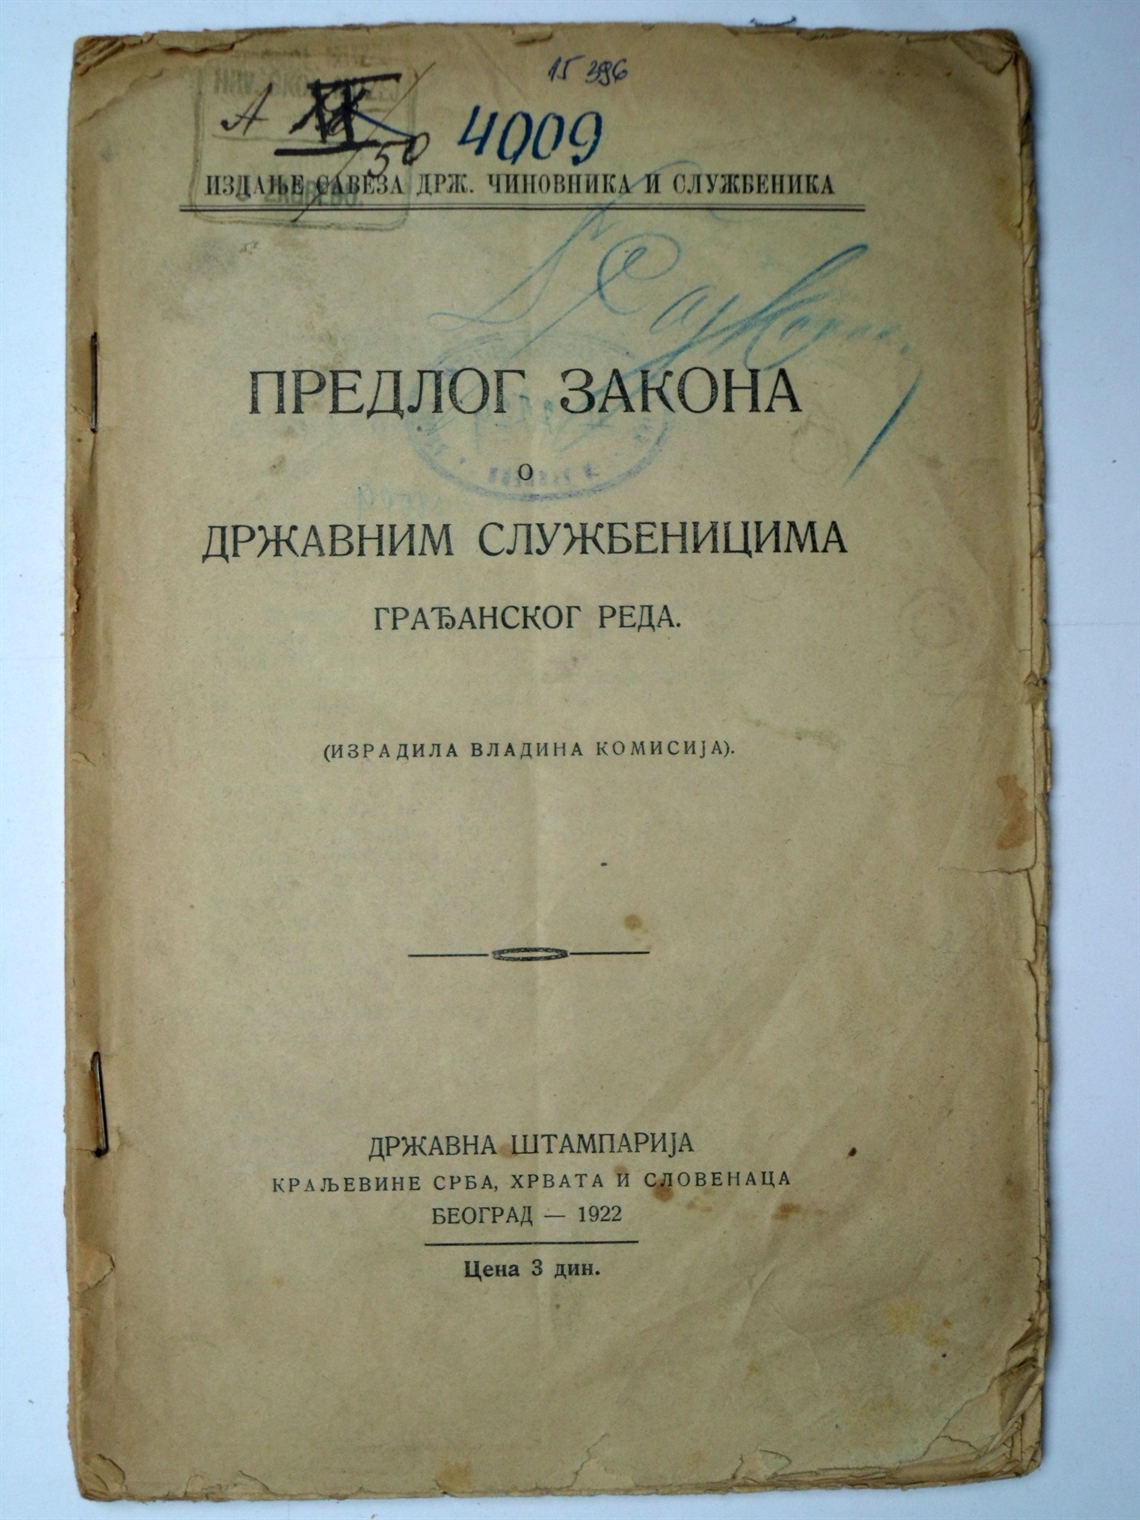 15 396
A
50
4009
ИЗДАЊЕ САВЕЗА ДРЖ. ЧИНОВНИКА И СЛУЖБЕНИКА
ПРЕДЛОГ ЗАКОНА
О
ДРЖАВНИМ СЛУЖБЕНИЦИМА
ГРАЂАНСКОГ РЕДА.
(ИЗРАДИЛА ВЛАДИНА КОМИСИЈА).
ДРЖАВНА ШТАМПАРИЈА
КРАЉЕВИНЕ СРБА, ХРВАТА И СЛОВЕНАЦА
БЕОГРАД — 1922
Цена 3 дин.